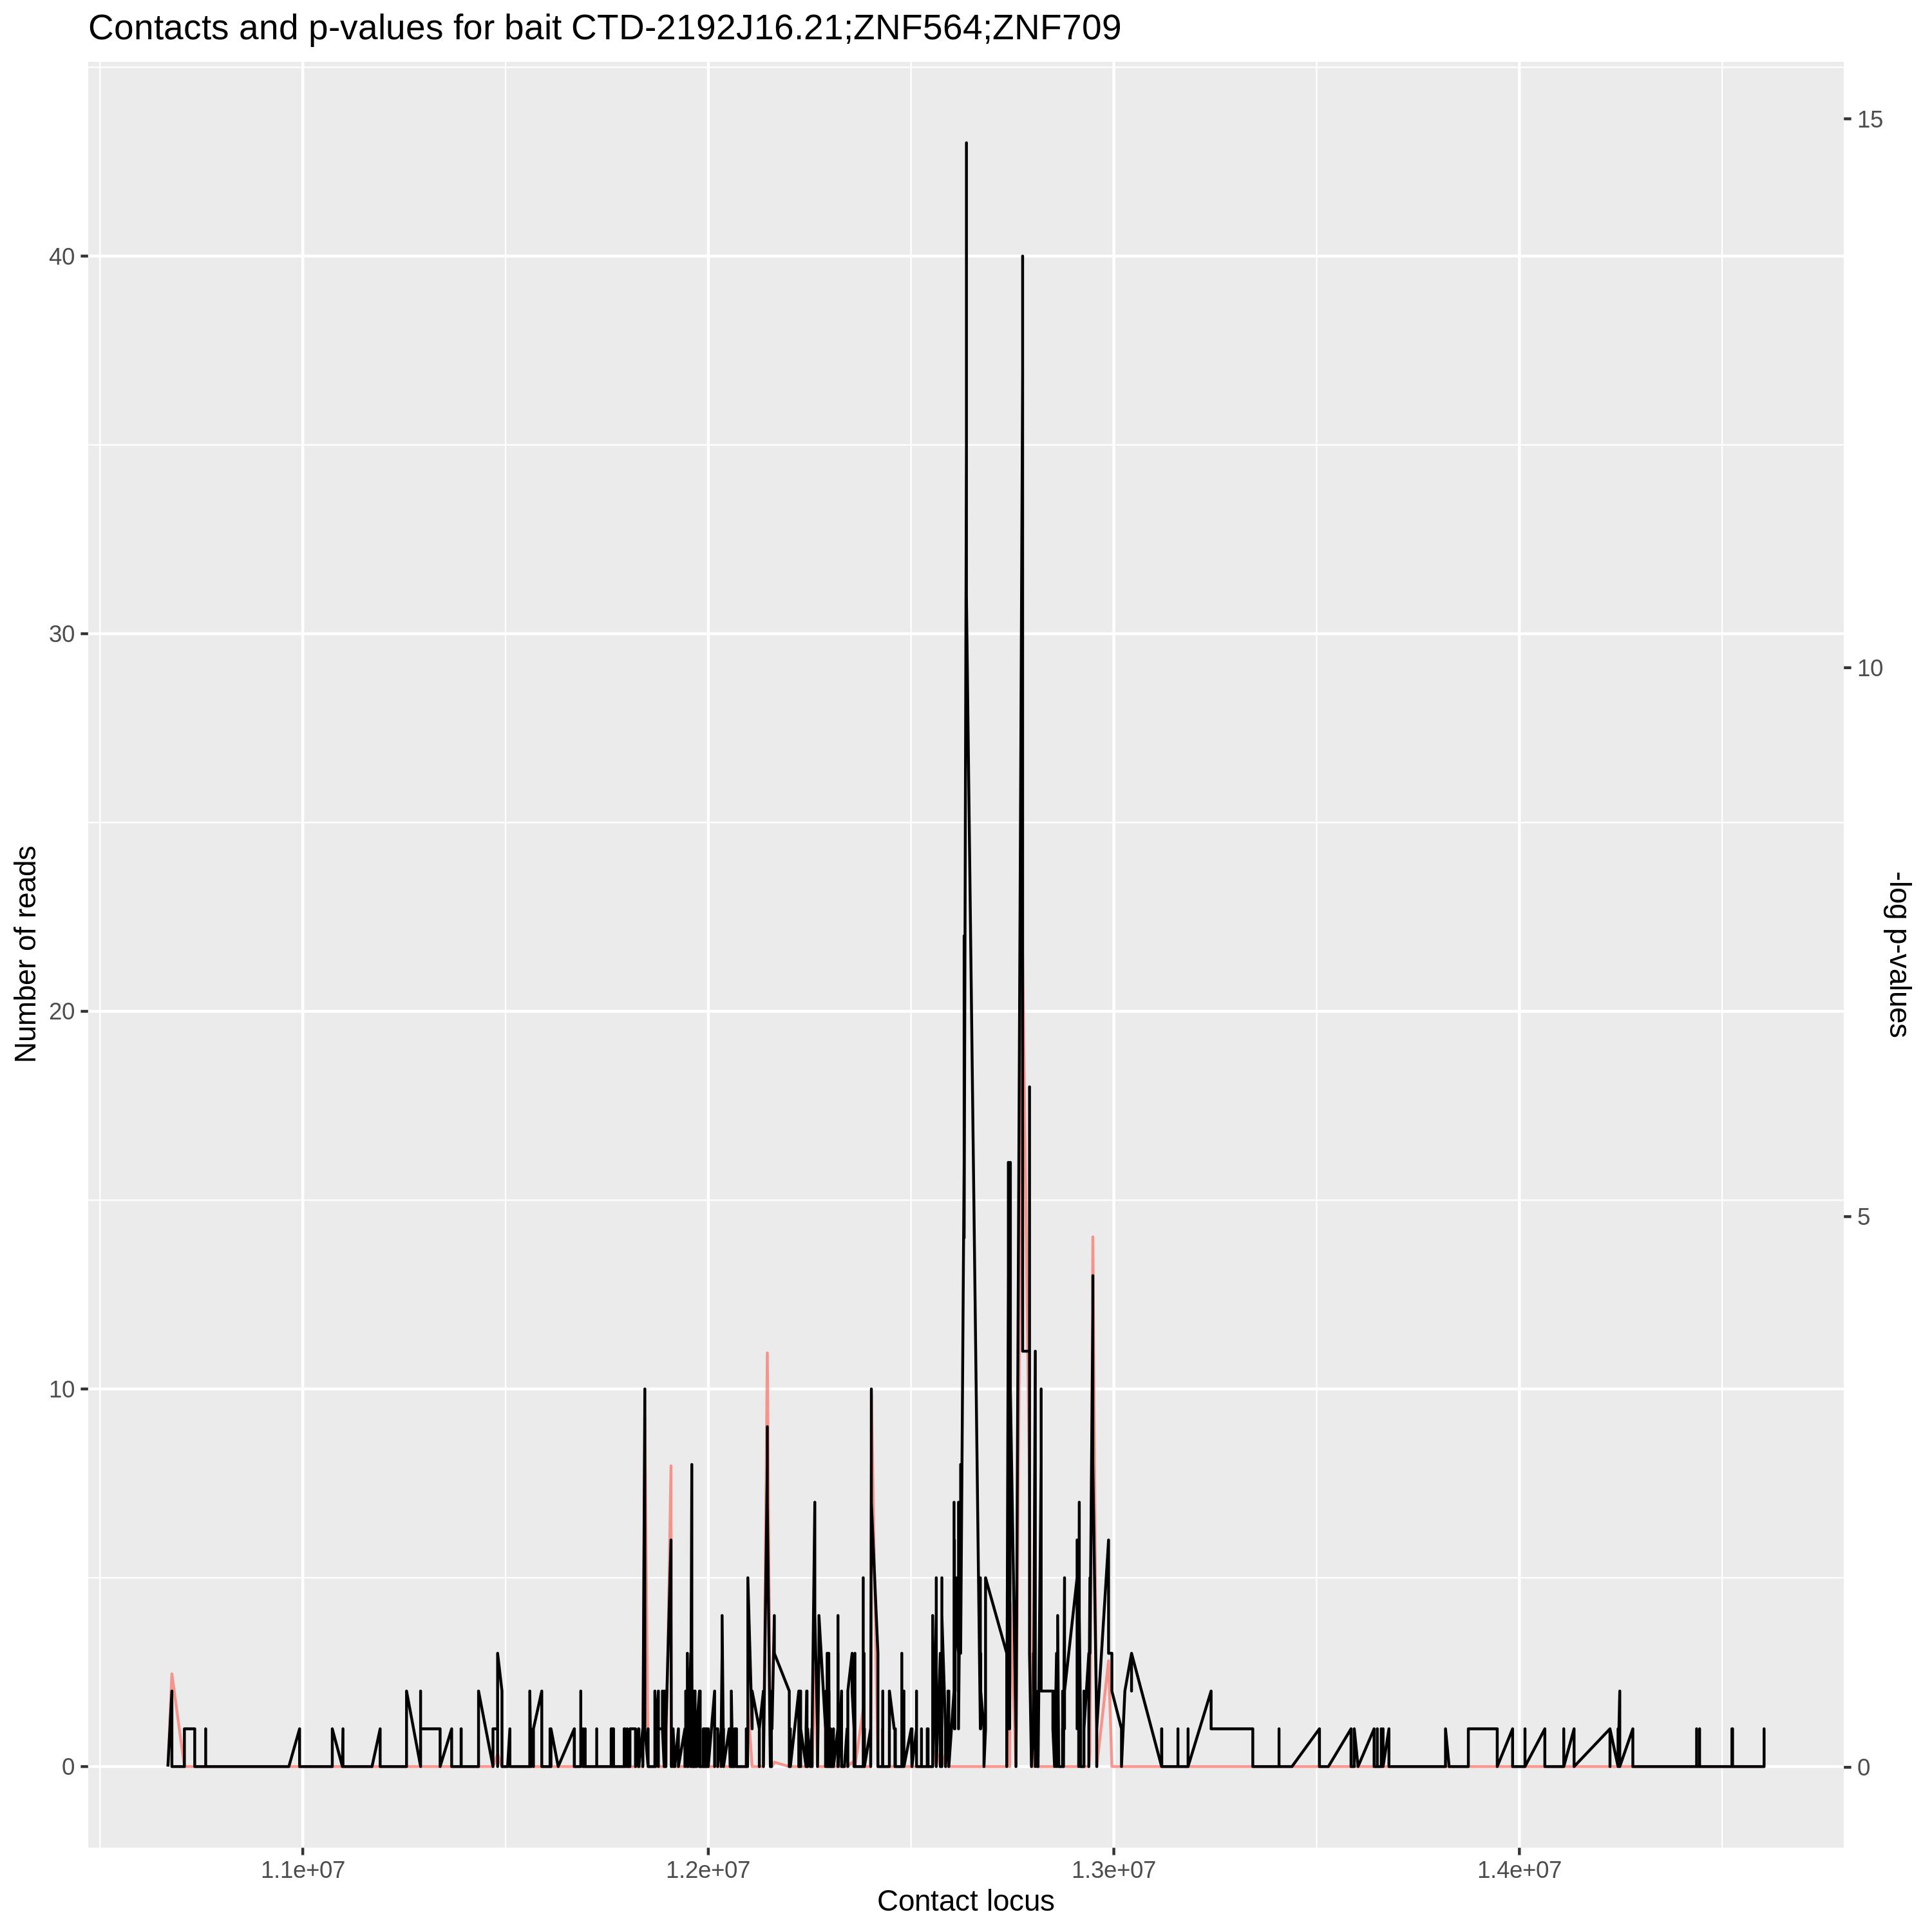 Contacts and p-values for bait CTD-2192J16.21;ZNF564;ZNF709
Number of reads
40
30
20
10
0
15
10
5
0
-log p-values
1.1e+07
1.2e+07
1.3e+07
1.4e+07
Contact locus